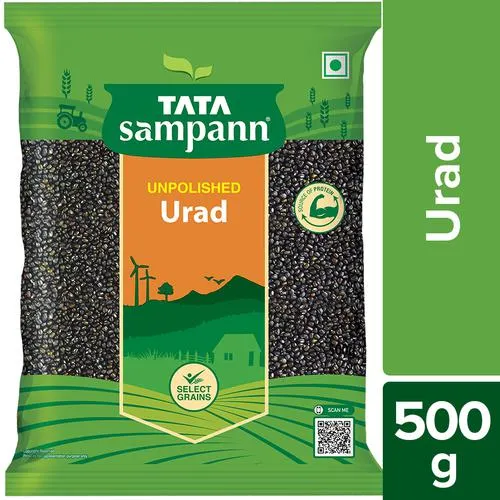 TATA
sampann®
UNPOLISHED
Urad
SOURCE OF PROTEIN
SELECT
GRAINS
SCAN ME
Urad
500
g